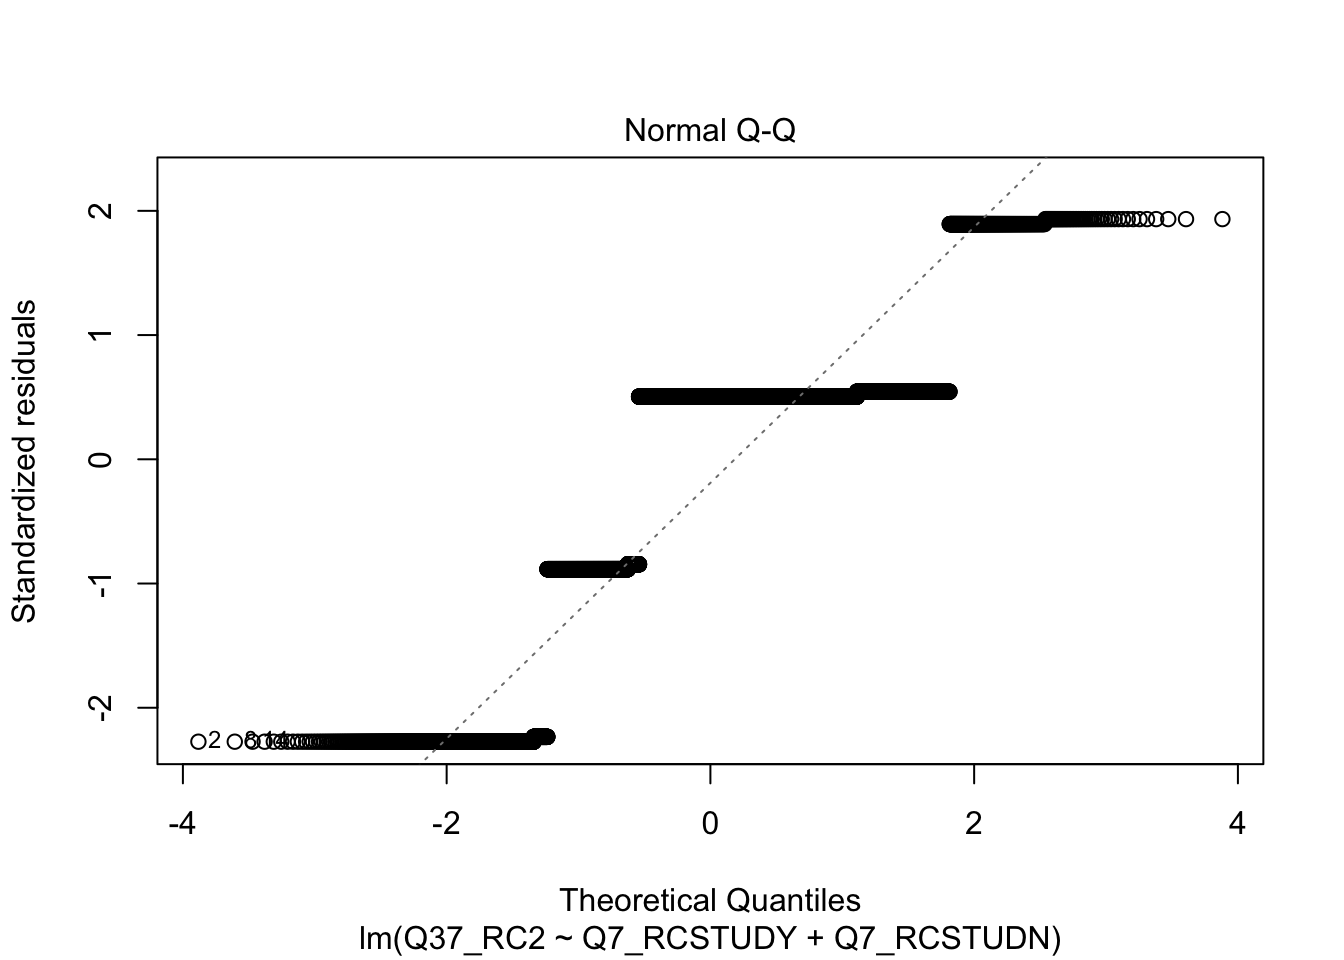 Normal Q-Q
Standardized residuals
2
1
0
-1
-2
2
-4
-2
0
2
4
Theoretical Quantiles
lm(Q37_RC2 ~ Q7_RCSTUDY + Q7_RCSTUDN)